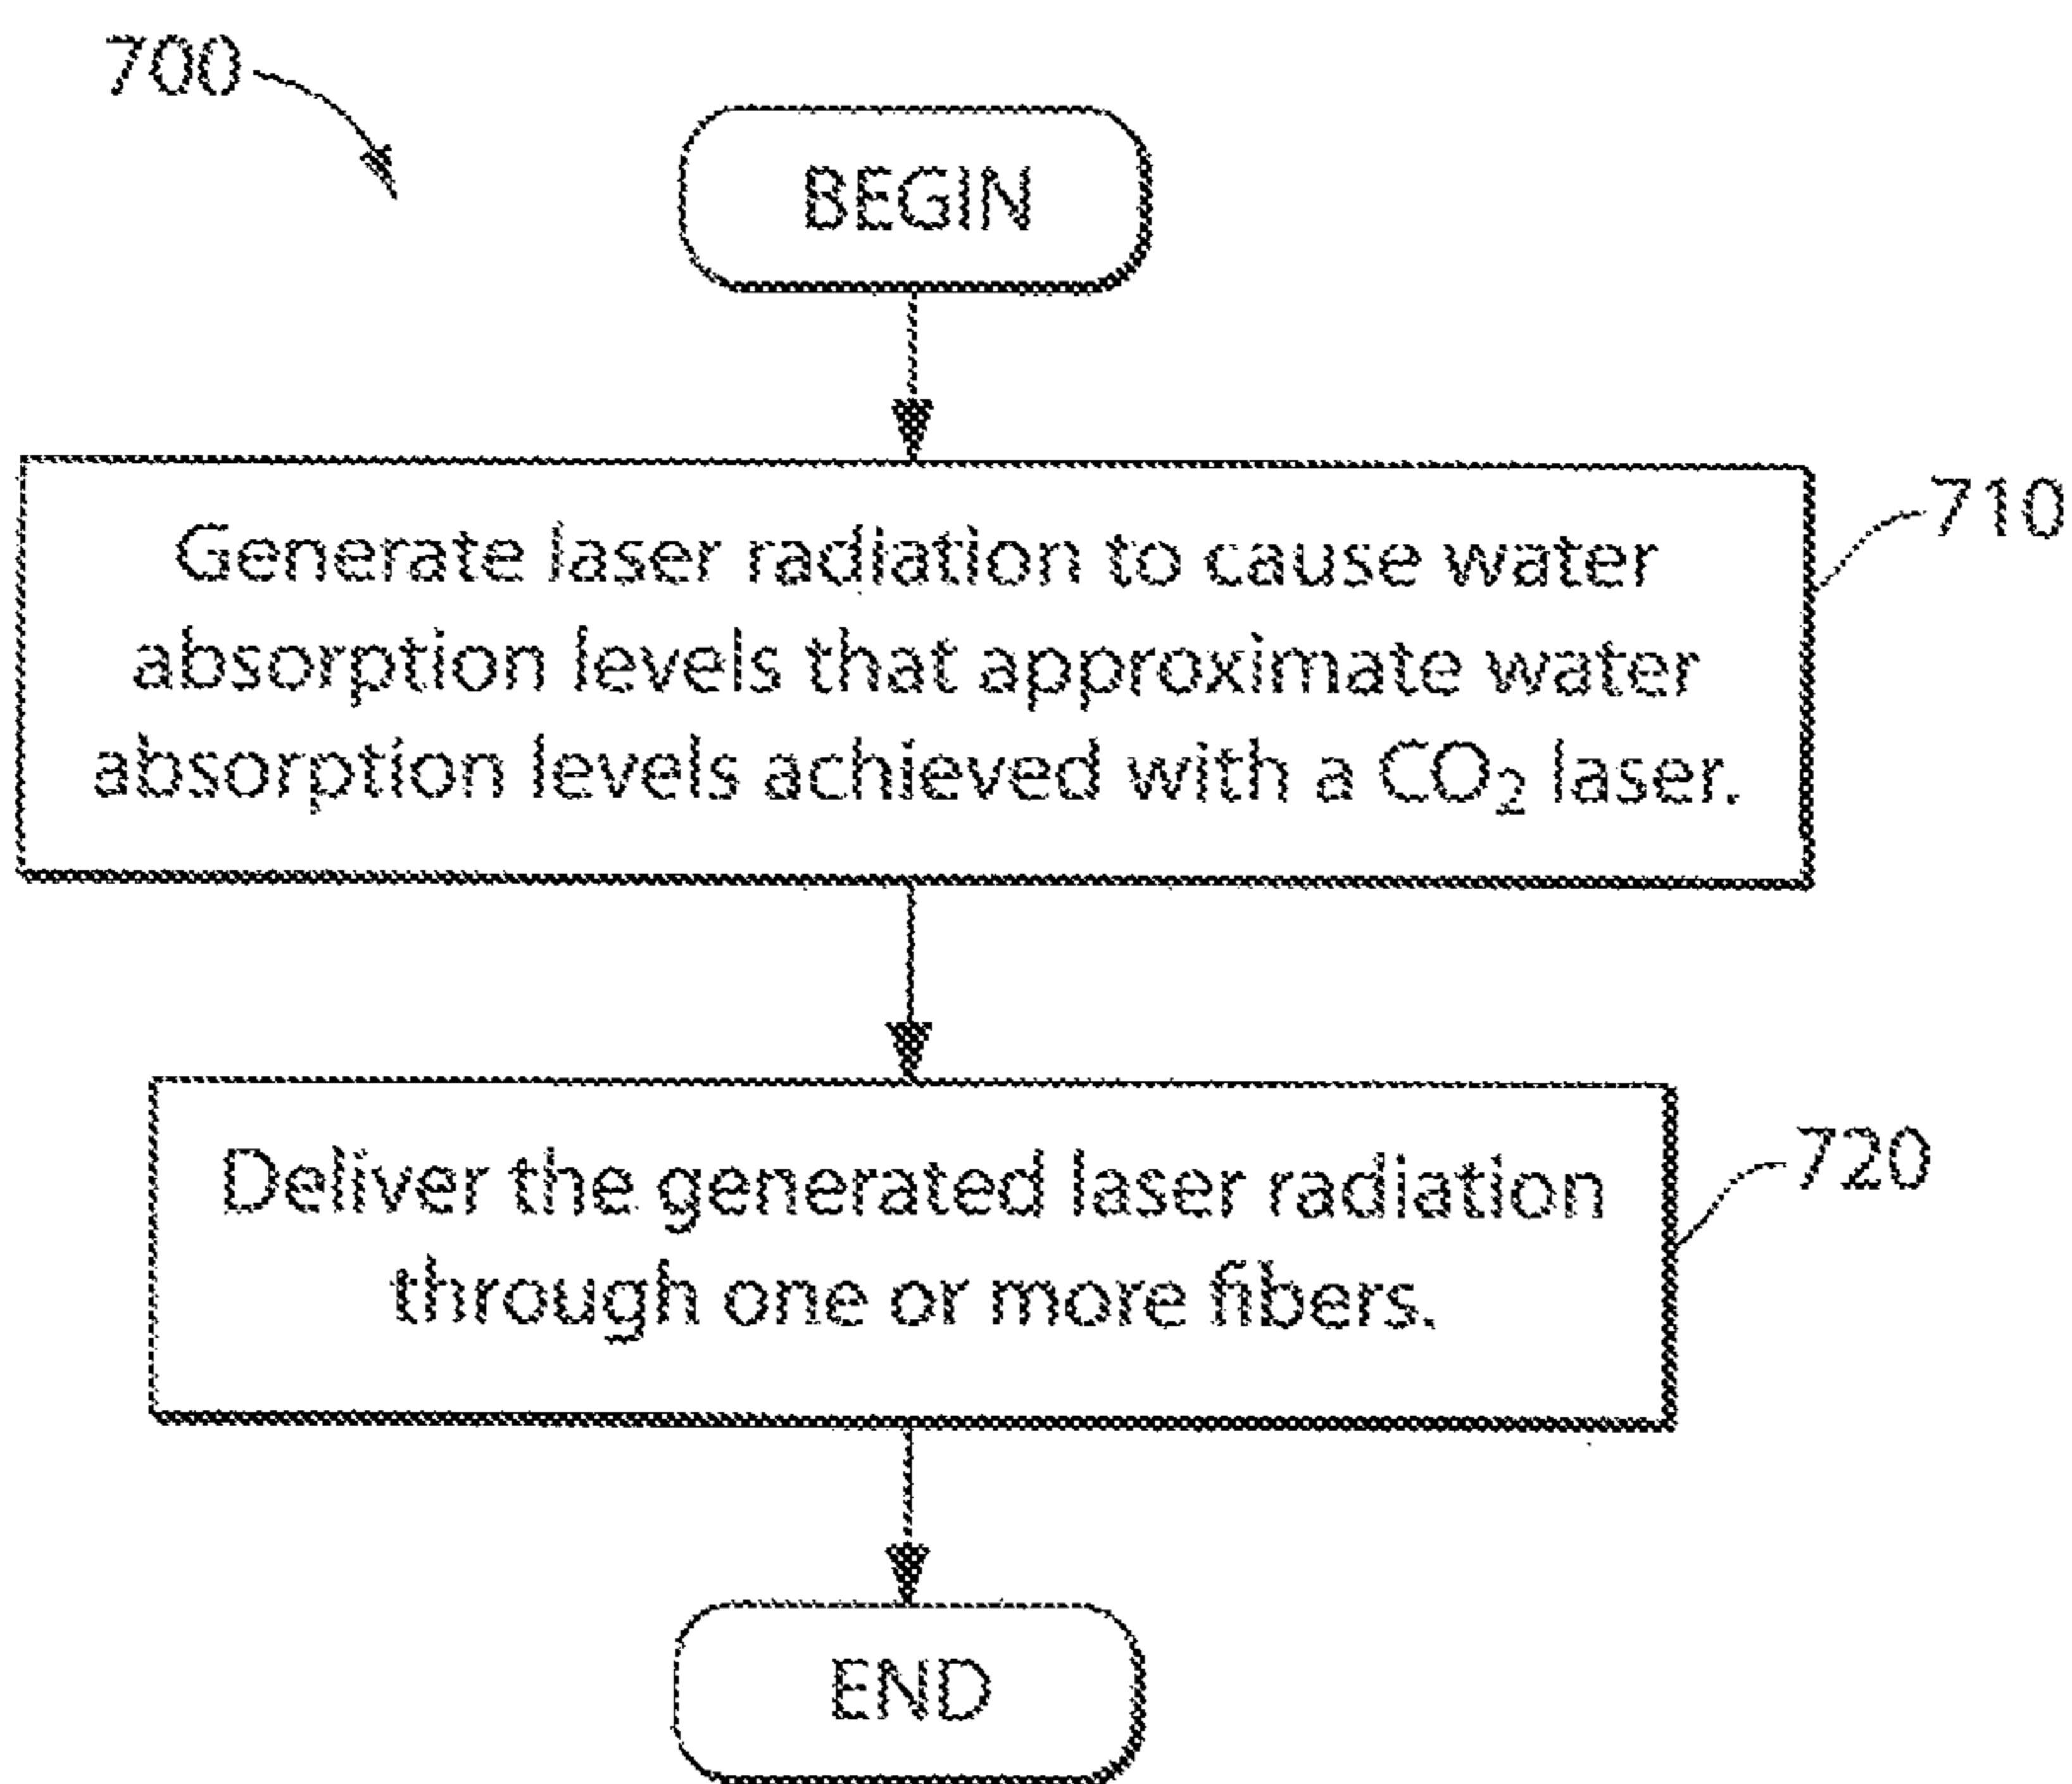 700
BEGIN
Generate laser radiation to cause water
absorption levels that approximate water
absorption levels achieved with a CO₂ laser.
710
Deliver the generated laser radiation
through one or more fibers.
720
END